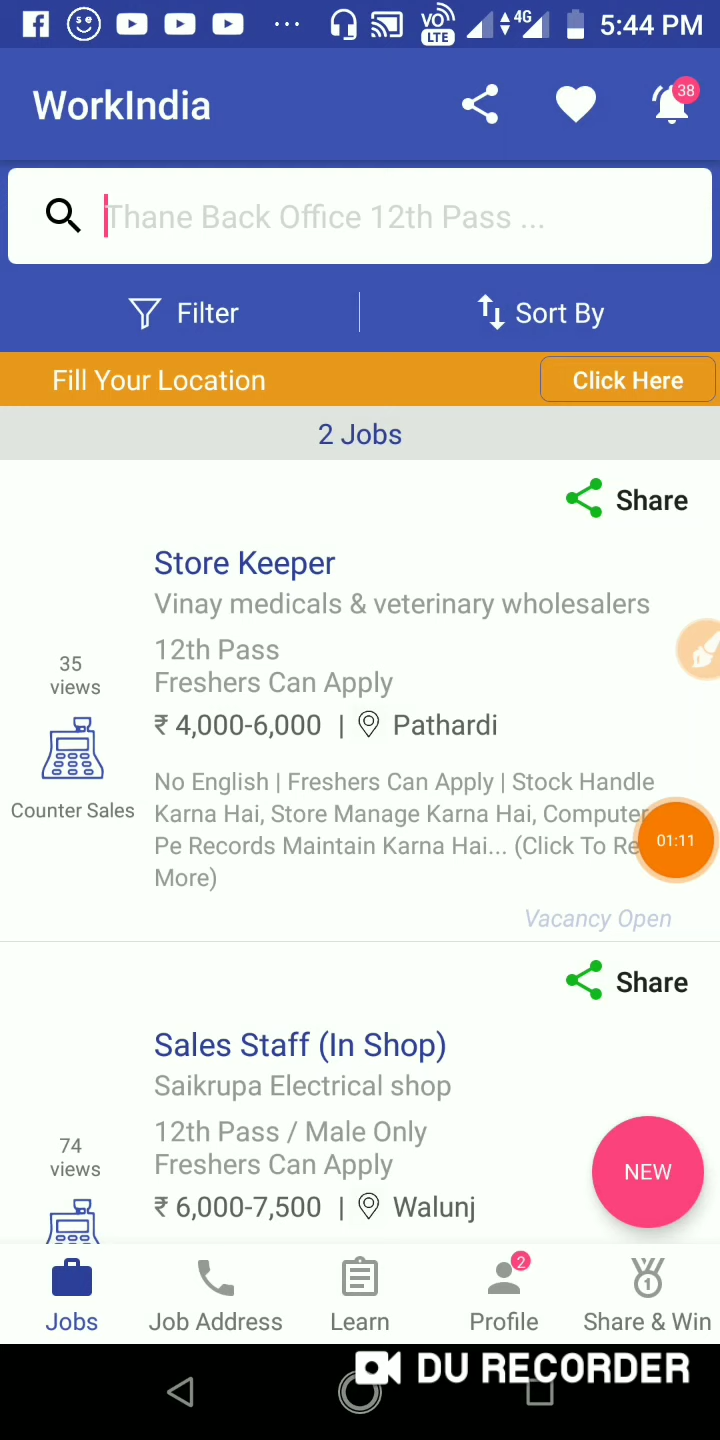 VO LTE 4G 5:44 PM
WorkIndia 38
Thane Back Office 12th Pass ...
Filter Sort By
Fill Your Location Click Here
2 Jobs
Share
Store Keeper
Vinay medicals & veterinary wholesalers
12th Pass
Freshers Can Apply
35 views
₹ 4,000-6,000 | Pathardi
Counter Sales
No English | Freshers Can Apply | Stock Handle
Karna Hai, Store Manage Karna Hai, Computer
Pe Records Maintain Karna Hai... (Click To Re
More)
01:11
Vacancy Open
Share
Sales Staff (In Shop)
Saikrupa Electrical shop
12th Pass / Male Only
Freshers Can Apply
74 views
₹ 6,000-7,500 | Walunj
NEW
2
1
Jobs Job Address Learn Profile Share & Win
DU RECORDER